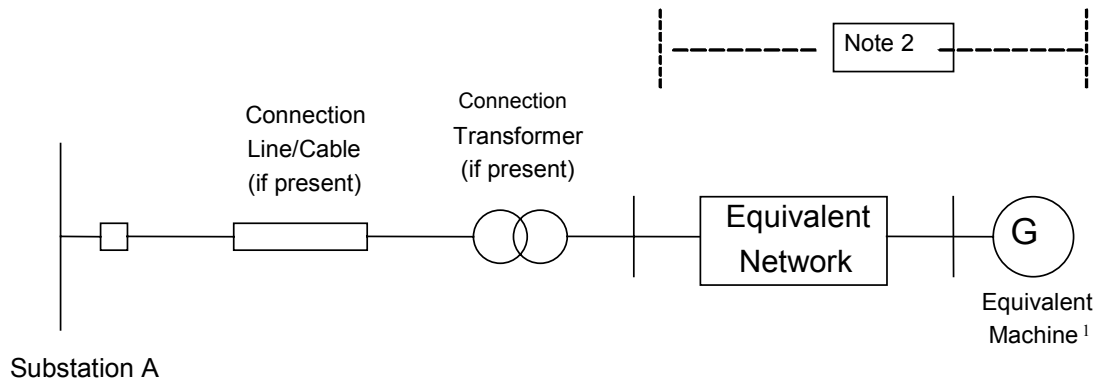 Note 2
Connection
Line/Cable
(if present)
Connection
Transformer
(if present)
Equivalent
Network
G
Equivalent
Machine 1
Substation A